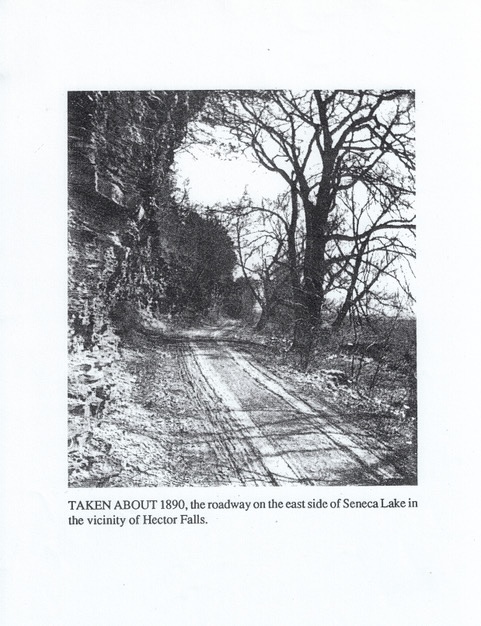 TAKEN ABOUT 1890, the roadway on the east side of Seneca Lake in
the vicinity of Hector Falls.